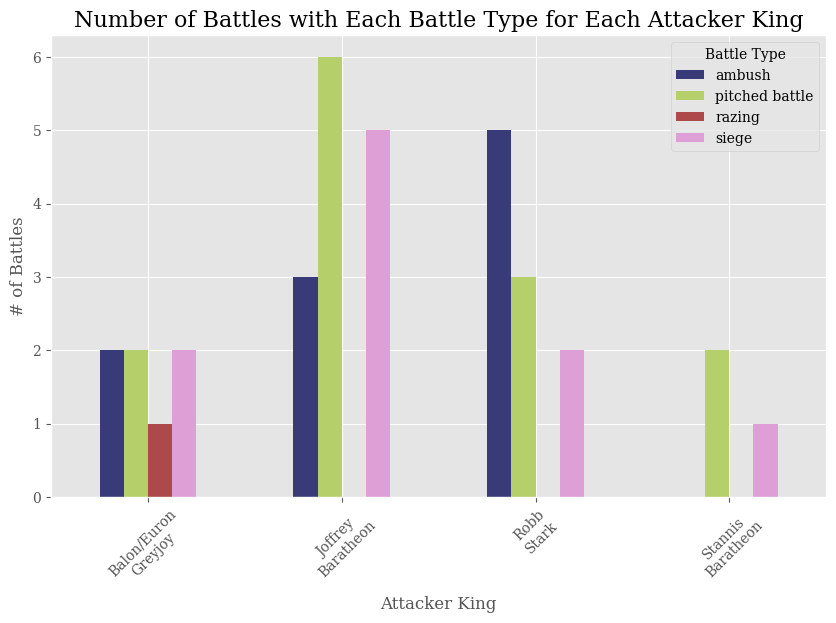 Number of Battles with Each Battle Type for Each Attacker King
Battle Type
ambush
pitched battle
razing
siege
# of Battles
6
5
4
3
2
1
0
Balon/Euron
Greyjoy
Joffrey
Baratheon
Robb
Stark
Stannis
Baratheon
Attacker King